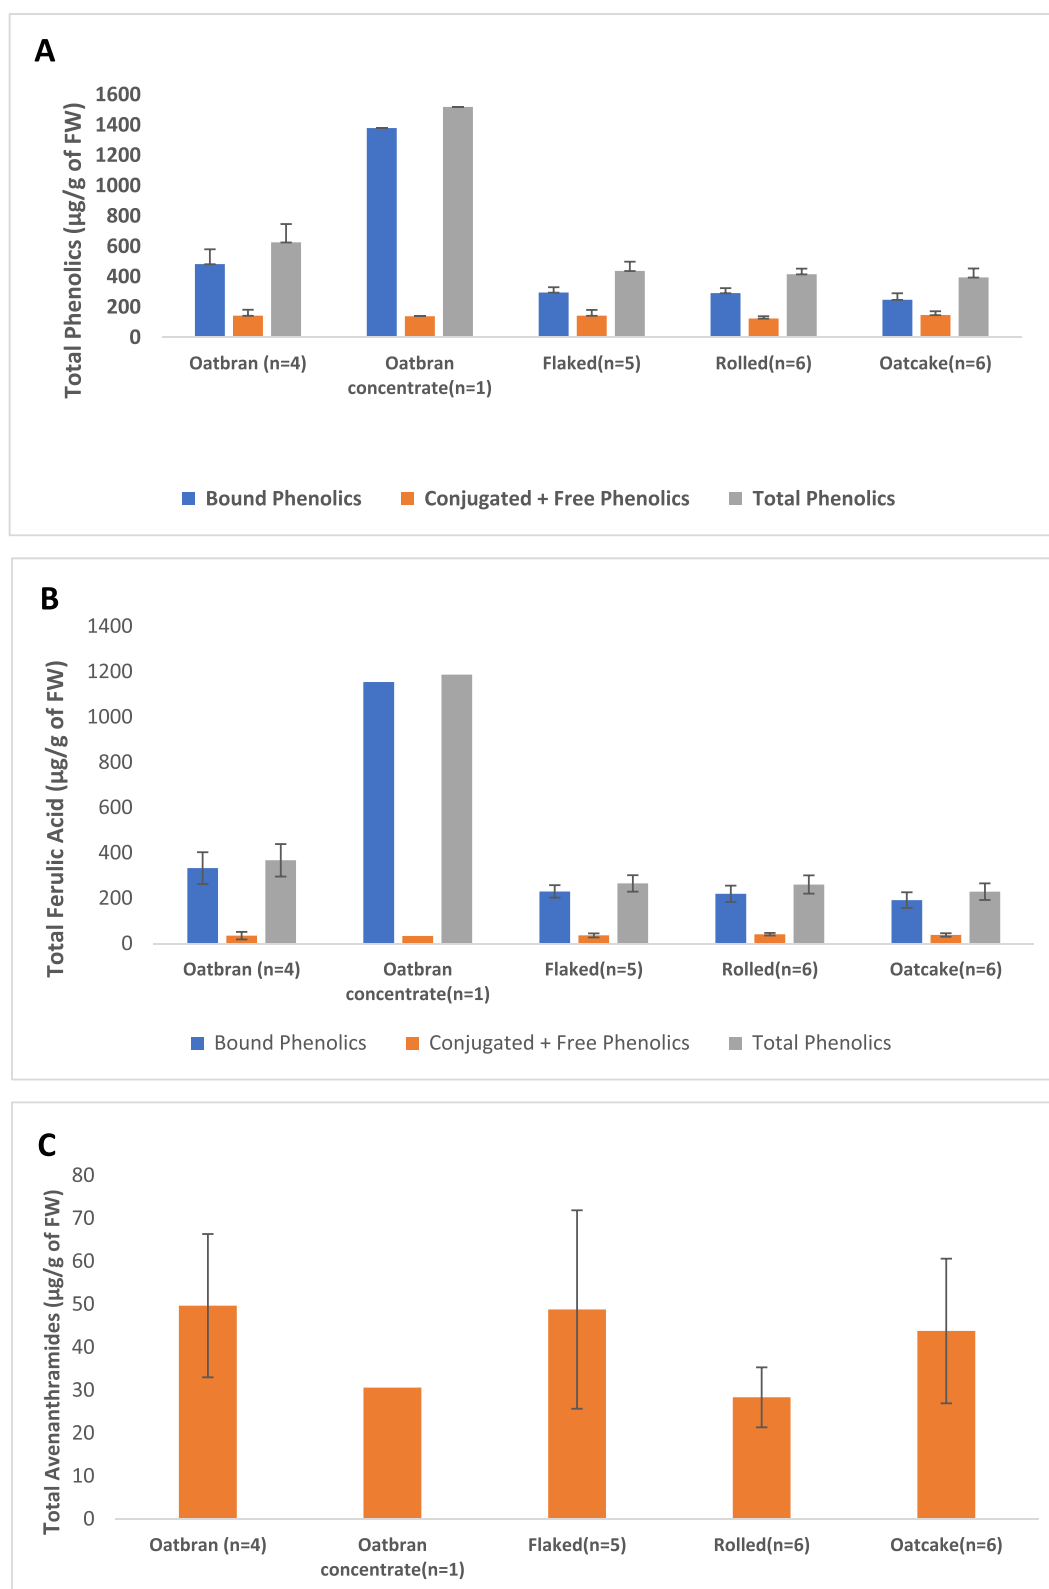 A
Total Phenolics (µg/g of FW)
1600
1400
1200
1000
800
600
400
200
0
Oatbran (n=4)
Oatbran
concentrate(n=1)
Flaked(n=5)
Rolled(n=6)
Oatcake(n=6)
Bound Phenolics
Conjugated + Free Phenolics
Total Phenolics
B
Total Ferulic Acid (µg/g of FW)
1400
1200
1000
800
600
400
200
0
Oatbran (n=4)
Oatbran
concentrate(n=1)
Flaked(n=5)
Rolled(n=6)
Oatcake(n=6)
Bound Phenolics
Conjugated + Free Phenolics
Total Phenolics
C
Total Avenanthramides (µg/g of FW)
80
70
60
50
40
30
20
10
0
Oatbran (n=4)
Oatbran
concentrate(n=1)
Flaked(n=5)
Rolled(n=6)
Oatcake(n=6)